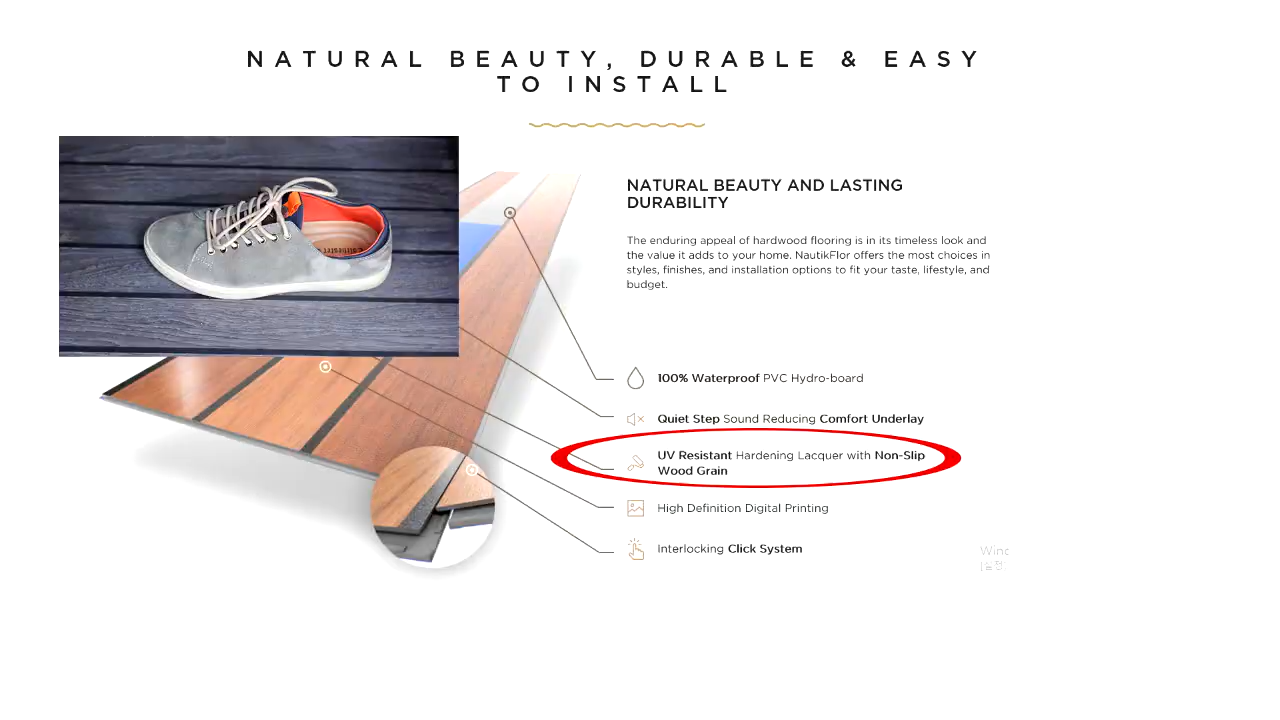 NATURAL BEAUTY, DURABLE & EASY
TO INSTALL
NATURAL BEAUTY AND LASTING
DURABILITY
The enduring appeal of hardwood flooring is in its timeless look and
the value it adds to your home. NautikFlor offers the most choices in
styles, finishes, and installation options to fit your taste, lifestyle, and
budget.
100% Waterproof PVC Hydro-board
Quiet Step Sound Reducing Comfort Underlay
UV Resistant Hardening Lacquer with Non-Slip
Wood Grain
High Definition Digital Printing
Interlocking Click System